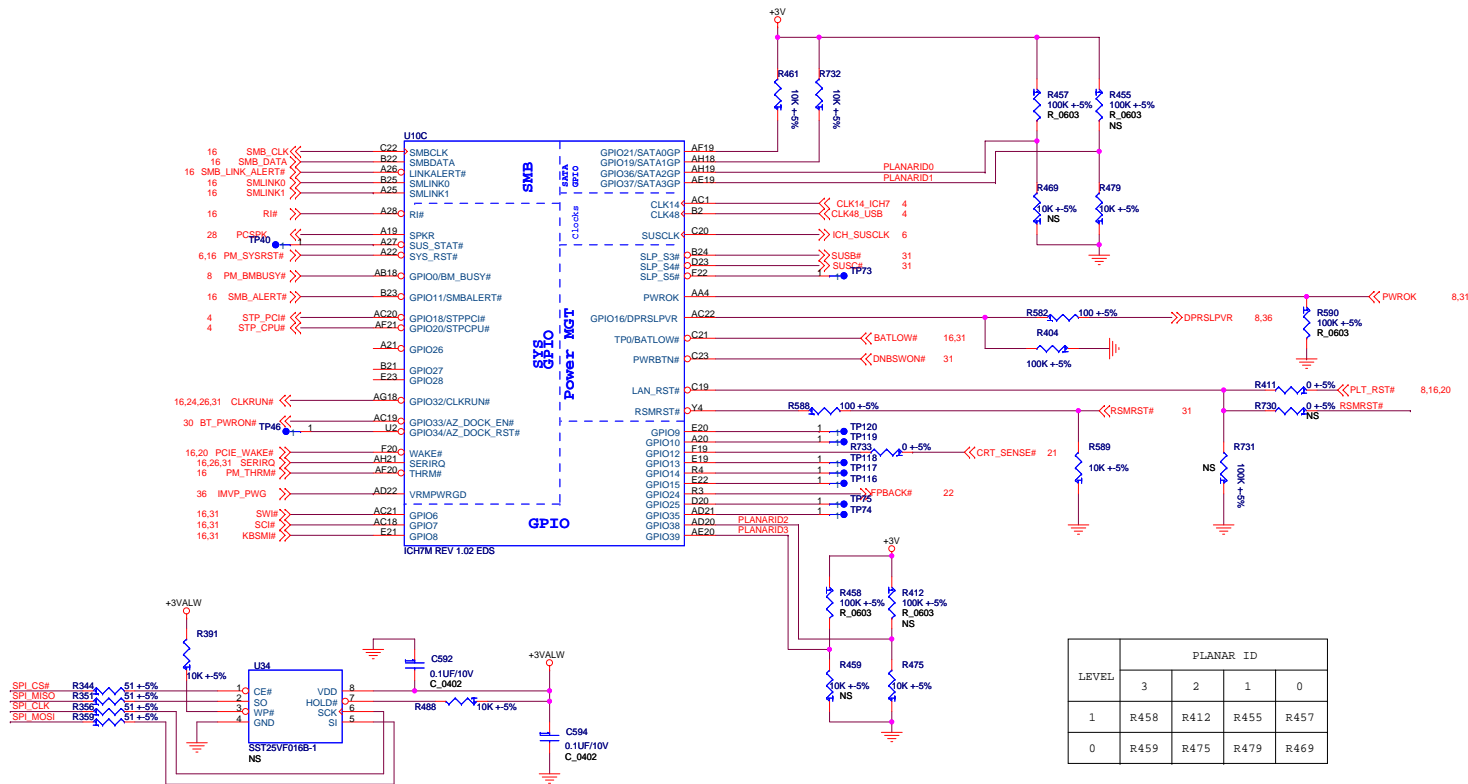 +3V
R461
10K +-5%
R732
10K +-5%
R457
100K +-5%
R_0603
R455
100K +-5%
R_0603
NS
R469
10K +-5%
NS
R479
10K +-5%
U10C
16 SMB_CLK C22 SMBCLK
16 SMB_DATA B22 SMBDATA
16 SMB_LINK_ALERT# A26 LINKALERT#
16 SMLINK0 B25 SMLINK0
16 SMLINK1 A25 SMLINK1
16 RI# A28 RI#
28 PCSPK A19 SPKR
TP40 1 A27 SUS_STAT#
6,16 PM_SYSRST# A22 SYS_RST#
8 PM_BMBUSY# AB18 GPIO0/BM_BUSY#
16 SMB_ALERT# B23 GPIO11/SMBALERT#
4 STP_PCI# AC20 GPIO18/STPPCI#
4 STP_CPU# AF21 GPIO20/STPCPU#
A21 GPIO26
B21 GPIO27
E23 GPIO28
16,24,26,31 CLKRUN# AG18 GPIO32/CLKRUN#
30 BT_PWRON# AC19 GPIO33/AZ_DOCK_EN#
TP46 1 U2 GPIO34/AZ_DOCK_RST#
16,20 PCIE_WAKE# F20 WAKE#
16,26,31 SERIRQ AH21 SERIRQ
16 PM_THRM# AF20 THRM#
36 IMVP_PWG AD22 VRMPWRGD
16,31 SWI# AC21 GPIO6
16,31 SCI# AC18 GPIO7
16,31 KBSMI# E21 GPIO8
SMB
SATA
GPIO
Clocks
SYS
GPIO
Power MGT
GPIO
GPIO21/SATA0GP AF19
GPIO19/SATA1GP AH18
GPIO36/SATA2GP AH19 PLANARID0
GPIO37/SATA3GP AE19 PLANARID1
CLK14 AC1 CLK14_ICH7 4
CLK48 B2 CLK48_USB 4
SUSCLK C20 ICH_SUSCLK 6
SLP_S3# B24 SUSB# 31
SLP_S4# D23 SUSC# 31
SLP_S5# F22 1 TP73
PWROK AA4 PWROK 8,31
GPIO16/DPRSLPVR AC22 R582 100 +-5% DPRSLPVR 8,36
R404
100K +-5%
R590
100K +-5%
R_0603
TP0/BATLOW# C21 BATLOW# 16,31
PWRBTN# C23 DNBSWON# 31
LAN_RST# C19 R411 0 +-5% PLT_RST# 8,16,20
RSMRST# Y4 R588 100 +-5% RSMRST# 31
R730 0 +-5% RSMRST#
NS
R589
10K +-5%
R731
NS
100K +-5%
GPIO9 E20 1 TP120
GPIO10 A20 1 TP119
GPIO12 F19 R733 0 +-5% CRT_SENSE# 21
GPIO13 E19 1 TP118
GPIO14 R4 1 TP117
GPIO15 E22 1 TP116
GPIO24 R3 FPBACK# 22
GPIO25 D20 1 TP75
GPIO35 AD21 1 TP74
GPIO38 AD20 PLANARID2
GPIO39 AE20 PLANARID3
ICH7M REV 1.02 EDS
+3V
R458
100K +-5%
R_0603
R412
100K +-5%
R_0603
NS
R459
10K +-5%
NS
R475
10K +-5%
+3VALW
R391
10K +-5%
U34
SPI_CS# R344 51 +-5% 1 CE#
SPI_MISO R351 51 +-5% 2 SO
SPI_CLK R356 51 +-5% 3 WP#
SPI_MOSI R359 51 +-5% 4 GND
VDD 8
HOLD# 7
SCK 6
SI 5
SST25VF016B-1
NS
C592
0.1UF/10V
C_0402
+3VALW
R488 10K +-5%
C594
0.1UF/10V
C_0402
LEVEL PLANAR ID
3 2 1 0
1 R458 R412 R455 R457
0 R459 R475 R479 R469